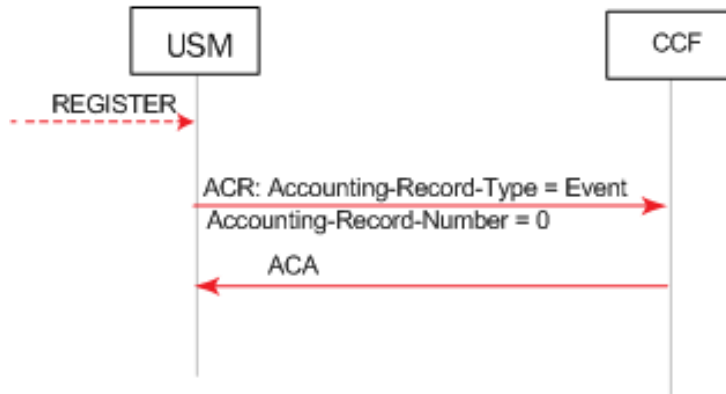 USM
CCF
REGISTER
ACR: Accounting-Record-Type = Event
Accounting-Record-Number = 0
ACA